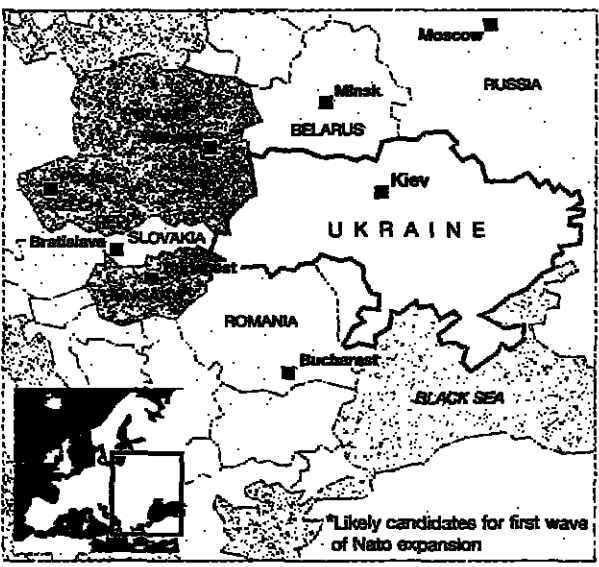 Moscow
RUSSIA
Minsk
BELARUS
Kiev
UKRAINE
Bratislava
SLOVAKIA
ROMANIA
Bucharest
BLACK SEA
*Likely candidates for first wave
of Nato expansion